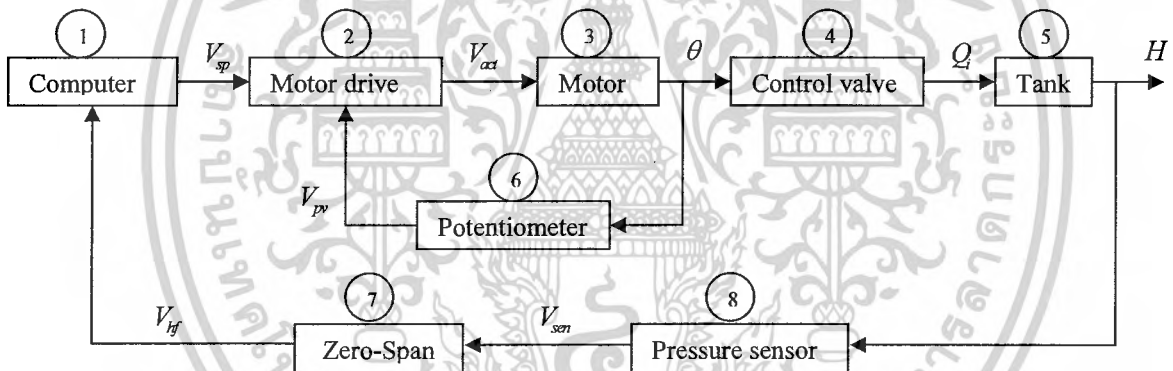 1 2 3 4 5
Computer V_sp Motor drive V_act Motor θ Control valve Q_i Tank H
6
V_pv Potentiometer
7 8
V_hf Zero-Span V_sen Pressure sensor